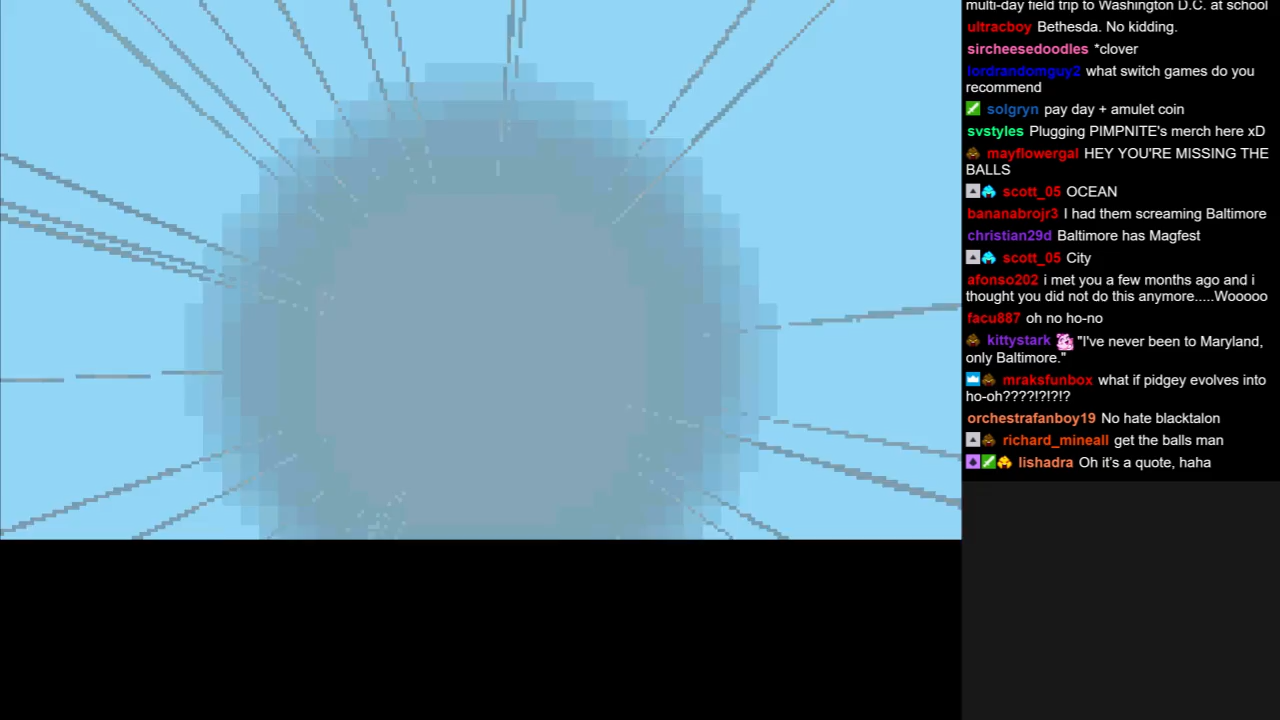 multi-day field trip to Washington D.C. at school
ultracboy Bethesda. No kidding.
sircheesedoodles *clover
lordrandomguy2 what switch games do you
recommend
solgryn pay day + amulet coin
svstyles Plugging PIMPNITE's merch here xD
mayflowergal HEY YOU'RE MISSING THE
BALLS
scott_05 OCEAN
bananabrojr3 I had them screaming Baltimore
christian29d Baltimore has Magfest
scott_05 City
afonso202 i met you a few months ago and i
thought you did not do this anymore.....Wooooo
facu887 oh no ho-no
kittystark "I've never been to Maryland,
only Baltimore."
mraksfunbox what if pidgey evolves into
ho-oh????!?!?!?
orchestrafanboy19 No hate blacktalon
richard_mineall get the balls man
lishadra Oh it's a quote, haha